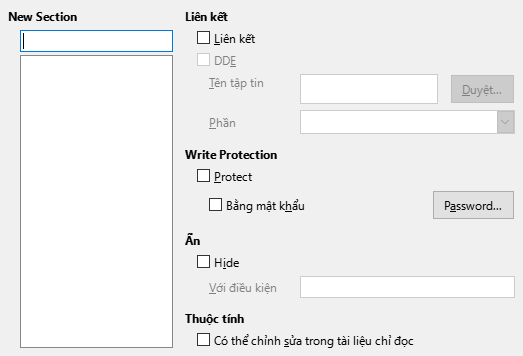 New Section
Liên kết
Liên kết
DDE
Tên tập tin
Duyệt...
Phần
Write Protection
Protect
Bằng mật khẩu
Password...
Ẩn
Hide
Với điều kiện
Thuộc tính
Có thể chỉnh sửa trong tài liệu chỉ đọc